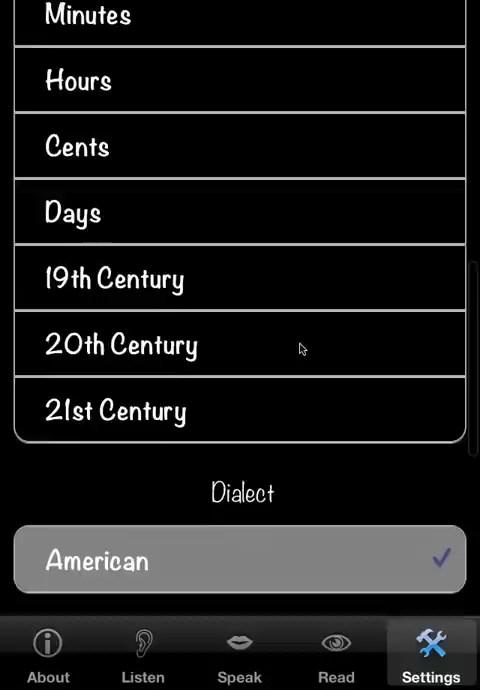 Minutes
Hours
Cents
Days
19th Century
20th Century
21st Century
Dialect
American
About
Listen
Speak
Read
Settings